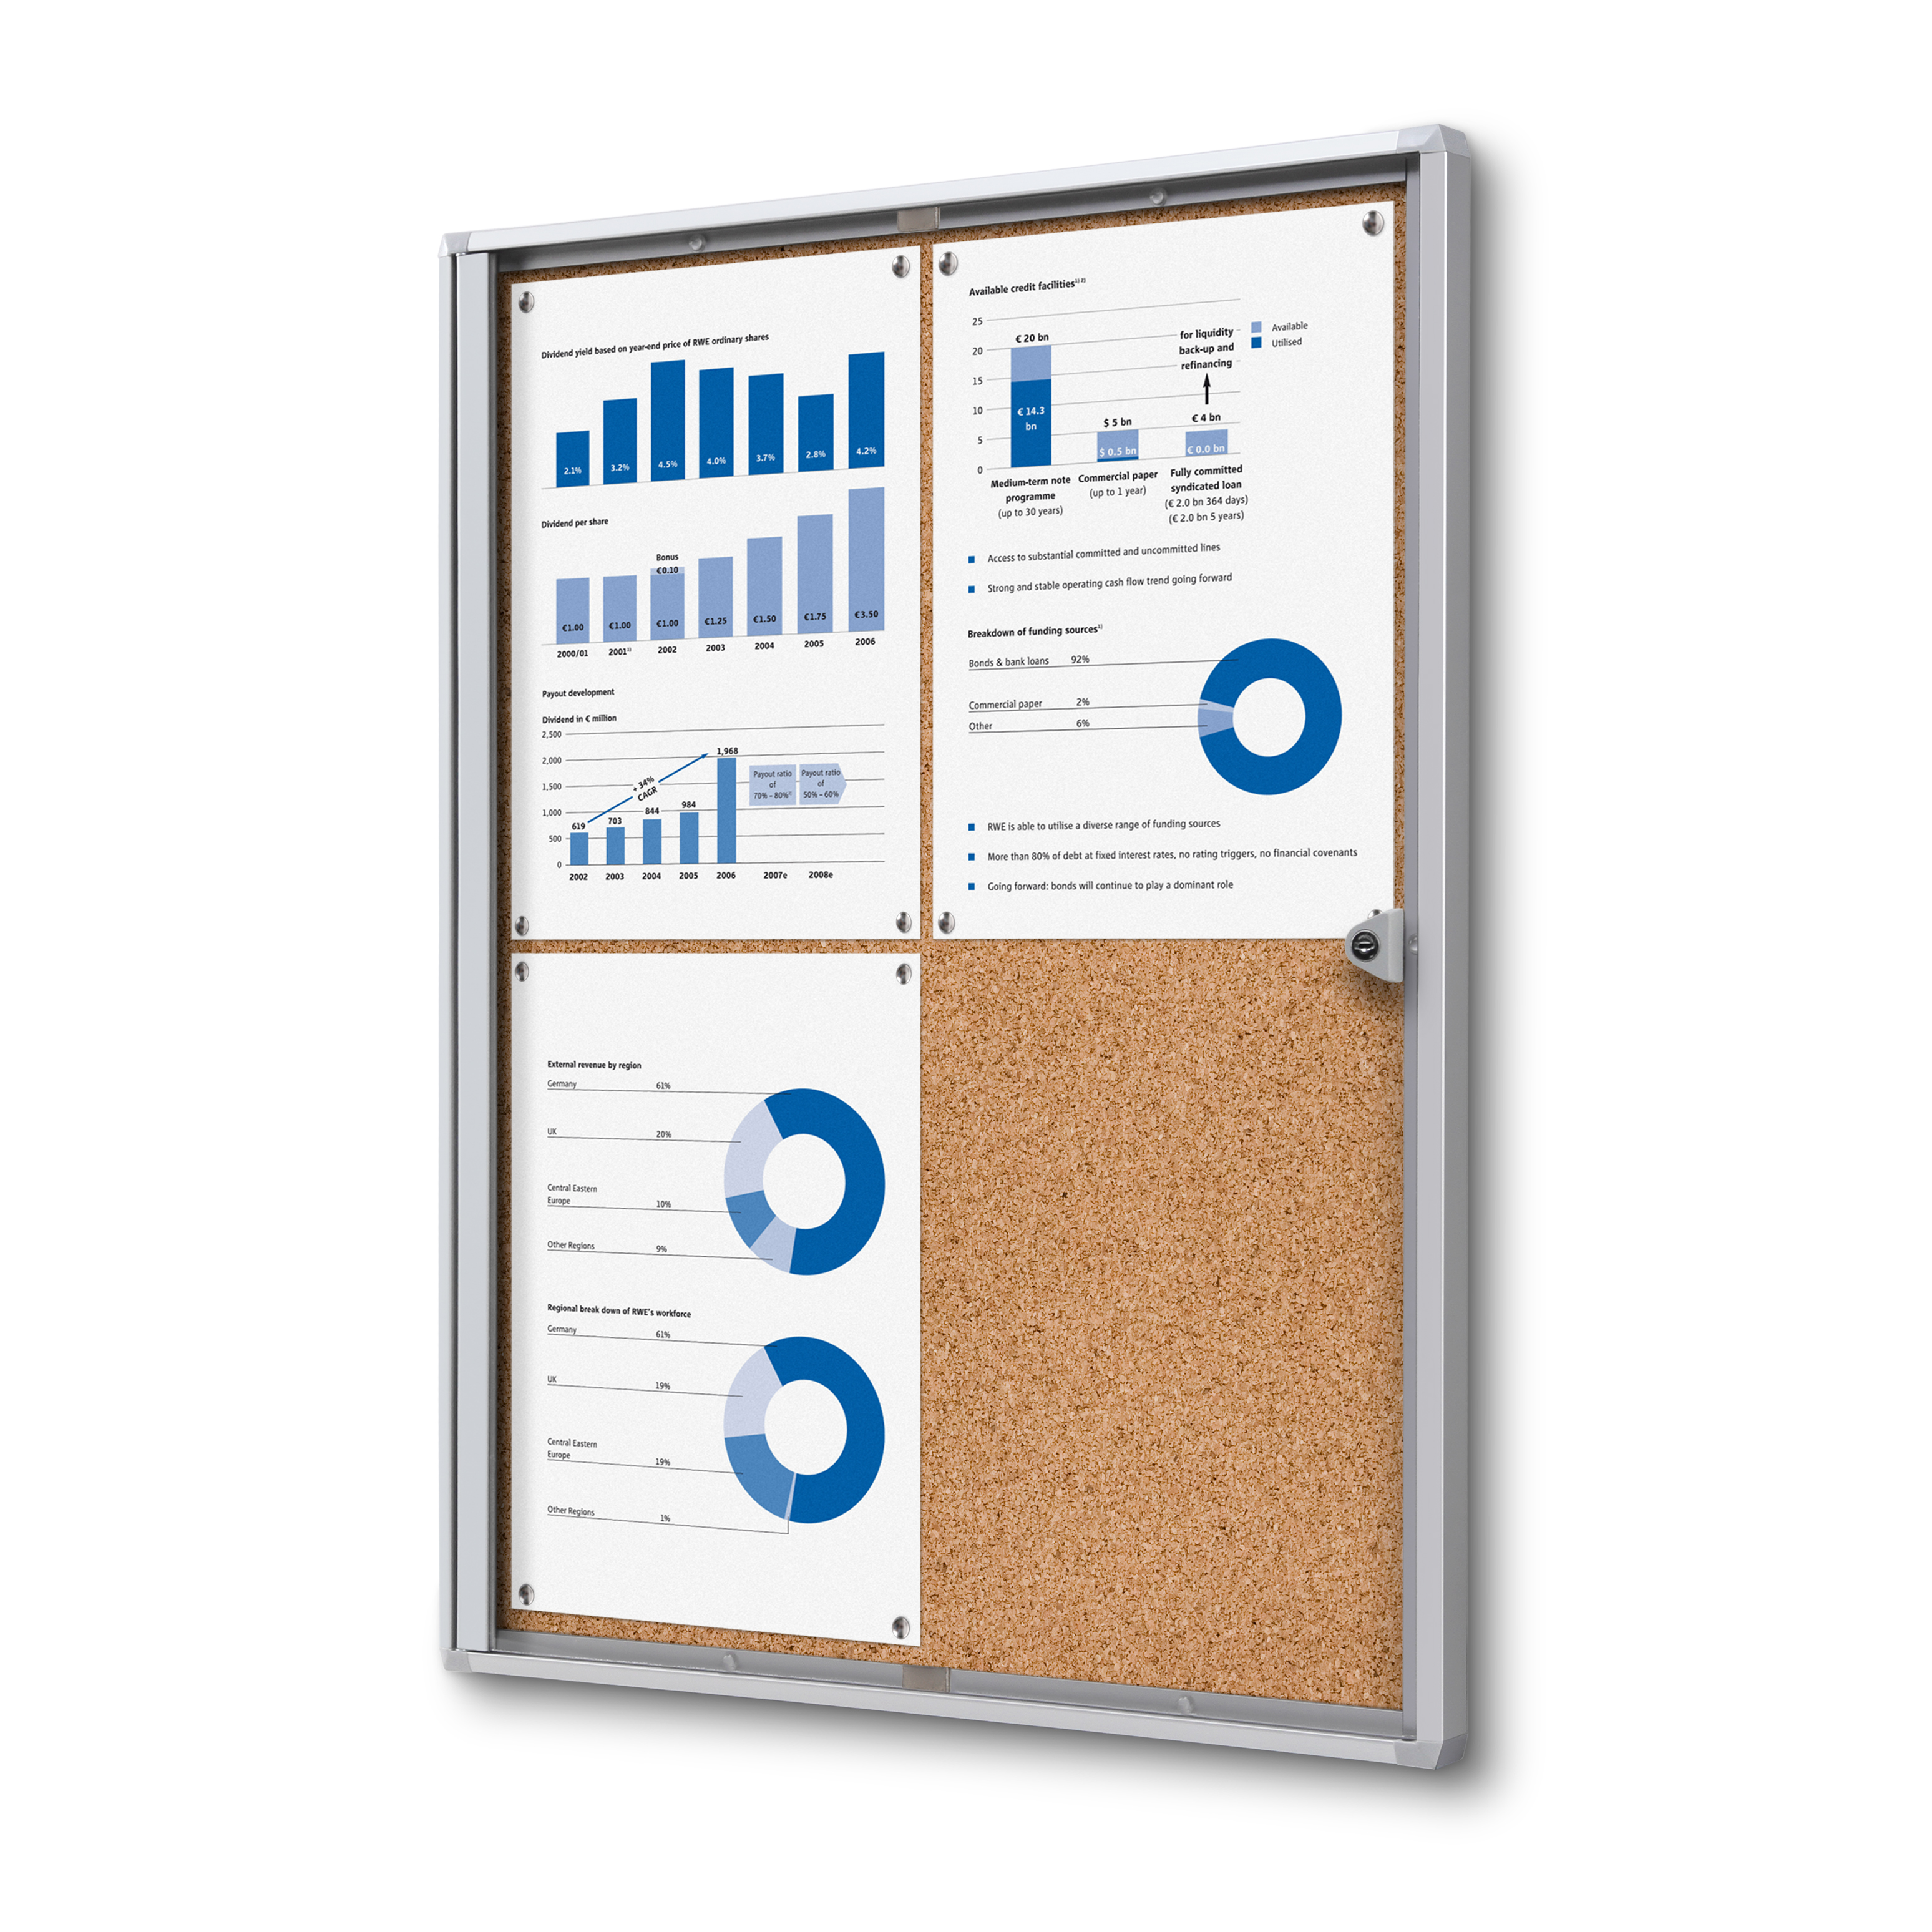 Dividend yield based on year-end price of RWE ordinary shares
2.1% 3.2% 4.5% 4.0% 3.7% 2.8% 4.2%
Dividend per share
Bonus
€0.10
€1.00 €1.00 €1.00 €1.25 €1.50 €1.75 €3.50
2000/01 2001¹⁾ 2002 2003 2004 2005 2006
Payout development
Dividend in € million
2,500
2,000
1,500
1,000
500
0
+ 34%
CAGR
619 703 844 984 1,968
Payout ratio
of
70% – 80%²⁾
Payout ratio
of
50% – 60%
2002 2003 2004 2005 2006 2007e 2008e
Available credit facilities¹⁾ ²⁾
25
20
15
10
5
0
€ 20 bn
€ 14.3
bn
$ 5 bn
$ 0.5 bn
for liquidity
back-up and
refinancing
€ 4 bn
€ 0.0 bn
Available
Utilised
Medium-term note
programme
(up to 30 years)
Commercial paper
(up to 1 year)
Fully committed
syndicated loan
(€ 2.0 bn 364 days)
(€ 2.0 bn 5 years)
Access to substantial committed and uncommitted lines
Strong and stable operating cash flow trend going forward
Breakdown of funding sources¹⁾
Bonds & bank loans 92%
Commercial paper 2%
Other 6%
RWE is able to utilise a diverse range of funding sources
More than 80% of debt at fixed interest rates, no rating triggers, no financial covenants
Going forward: bonds will continue to play a dominant role
External revenue by region
Germany 61%
UK 20%
Central Eastern
Europe 10%
Other Regions 9%
Regional break down of RWE's workforce
Germany 61%
UK 19%
Central Eastern
Europe 19%
Other Regions 1%